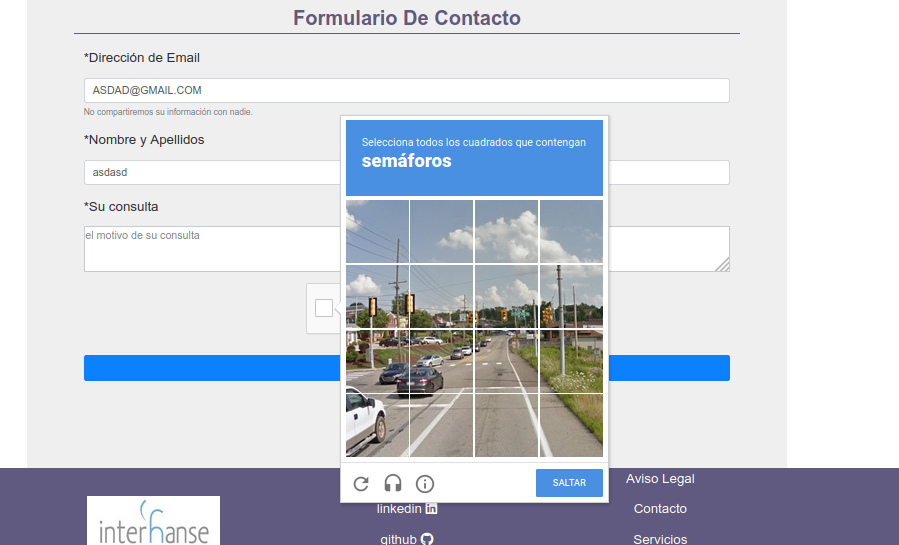 Formulario De Contacto
*Dirección de Email
ASDAD@GMAIL.COM
No compartiremos su información con nadie.
*Nombre y Apellidos
asdasd
*Su consulta
el motivo de su consulta
Selecciona todos los cuadrados que contengan
semáforos
SALTAR
interhanse
linkedin
github
Aviso Legal
Contacto
Servicios